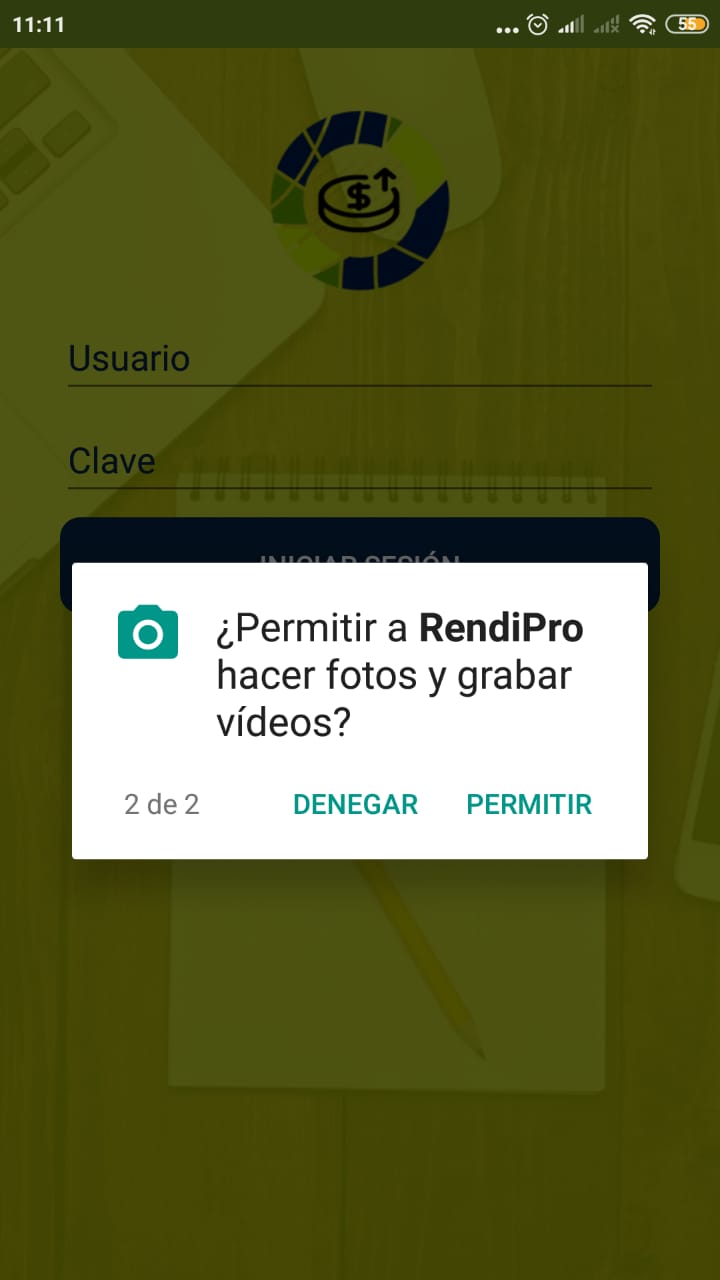 11:11
55
$
Usuario
Clave
INICIAR SESIÓN
¿Permitir a RendiPro
hacer fotos y grabar
vídeos?
2 de 2
DENEGAR
PERMITIR